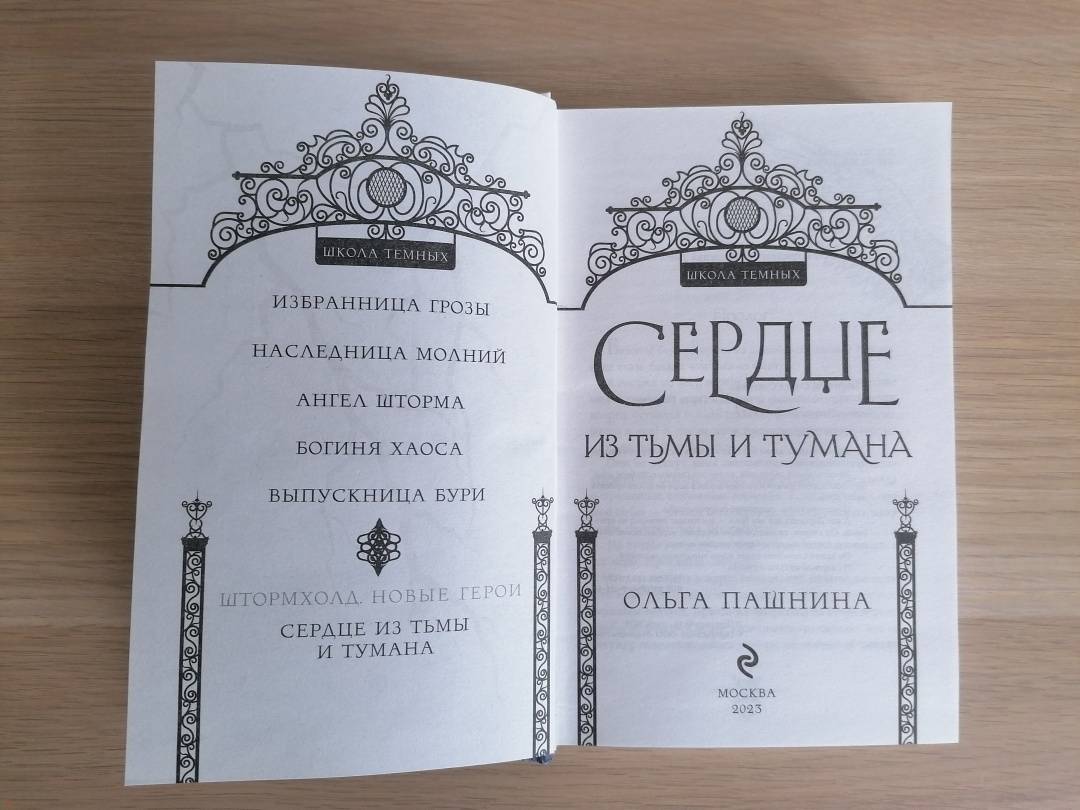 ШКОЛА ТЕМНЫХ
ИЗБРАННИЦА ГРОЗЫ
НАСЛЕДНИЦА МОЛНИЙ
АНГЕЛ ШТОРМА
БОГИНЯ ХАОСА
ВЫПУСКНИЦА БУРИ
ШТОРМХОЛД. НОВЫЕ ГЕРОИ
СЕРДЦЕ ИЗ ТЬМЫ
И ТУМАНА
ШКОЛА ТЕМНЫХ
СЕРДЦЕ
ИЗ ТЬМЫ И ТУМАНА
ОЛЬГА ПАШНИНА
МОСКВА
2023